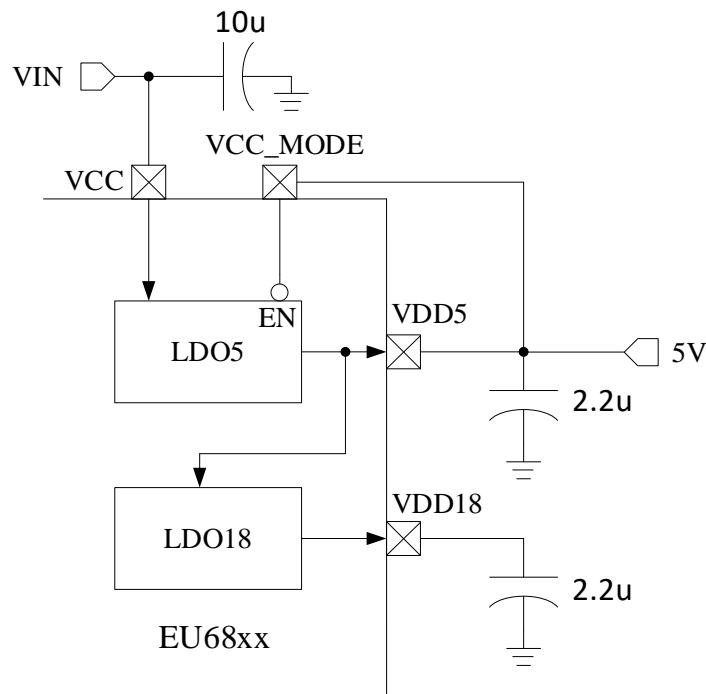 10u
VIN
VCC_MODE
VCC
EN
VDD5
LDO5
5V
2.2u
VDD18
LDO18
2.2u
EU68xx